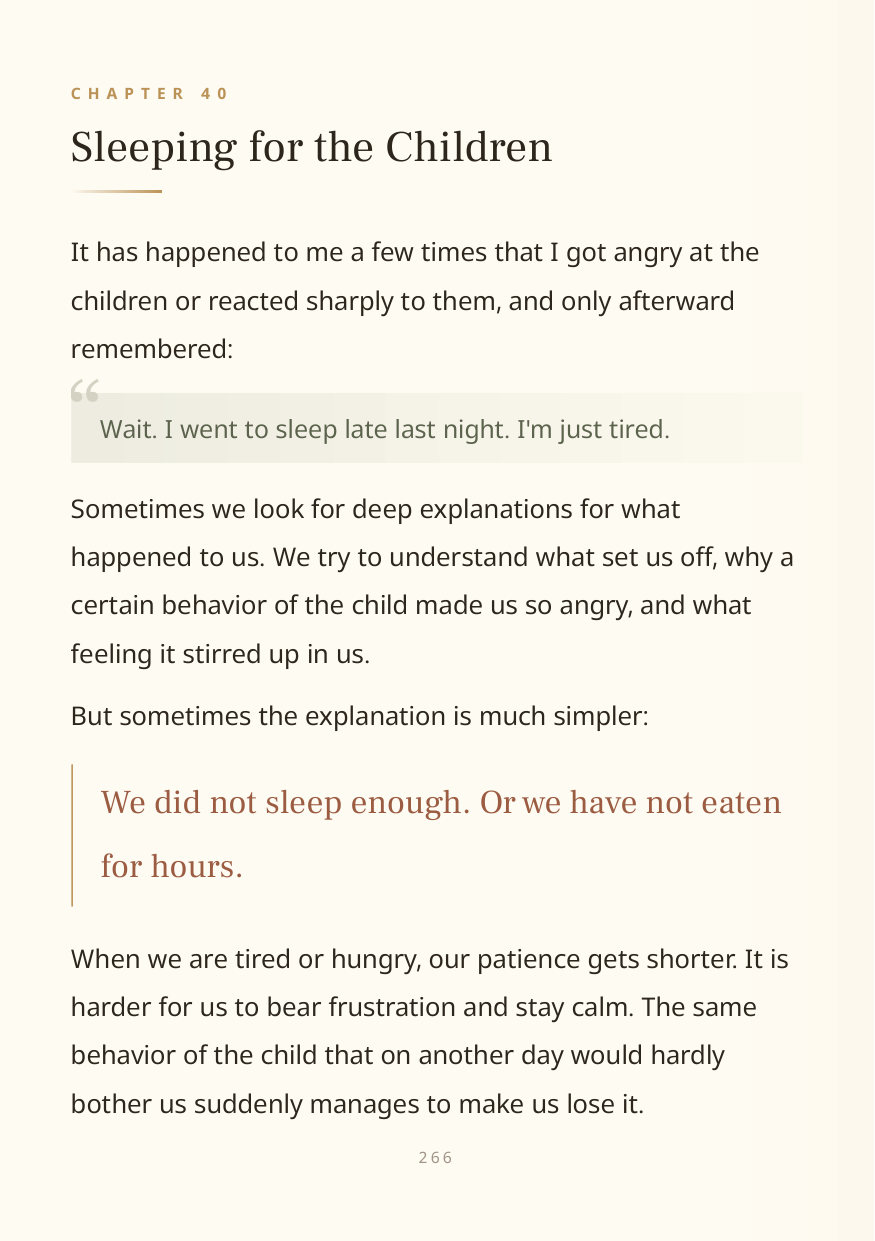 CHAPTER 40
Sleeping for the Children
It has happened to me a few times that I got angry at the
children or reacted sharply to them, and only afterward
remembered:
“
Wait. I went to sleep late last night. I'm just tired.
Sometimes we look for deep explanations for what
happened to us. We try to understand what set us off, why a
certain behavior of the child made us so angry, and what
feeling it stirred up in us.
But sometimes the explanation is much simpler:
We did not sleep enough. Or we have not eaten
for hours.
When we are tired or hungry, our patience gets shorter. It is
harder for us to bear frustration and stay calm. The same
behavior of the child that on another day would hardly
bother us suddenly manages to make us lose it.
266